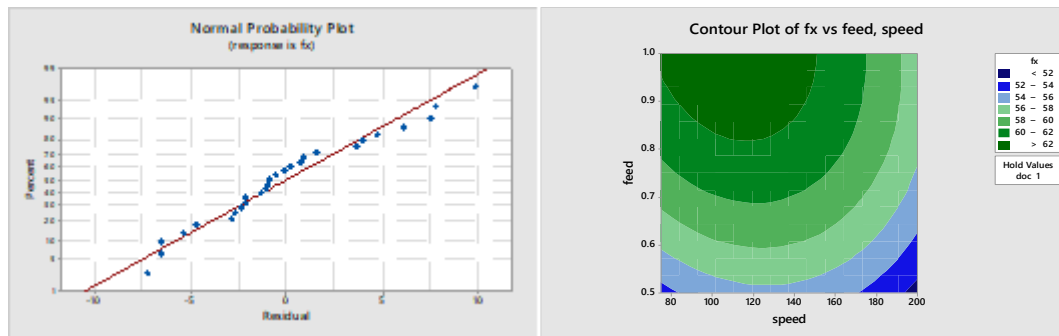 Normal Probability Plot
(response is fx)
Percent
99
95
90
80
70
60
50
40
30
20
10
5
1
-10 -5 0 5 10
Residual
Contour Plot of fx vs feed, speed
feed
1.0
0.9
0.8
0.7
0.6
0.5
80 100 120 140 160 180 200
speed
fx
< 52
52 – 54
54 – 56
56 – 58
58 – 60
60 – 62
> 62
Hold Values
doc 1